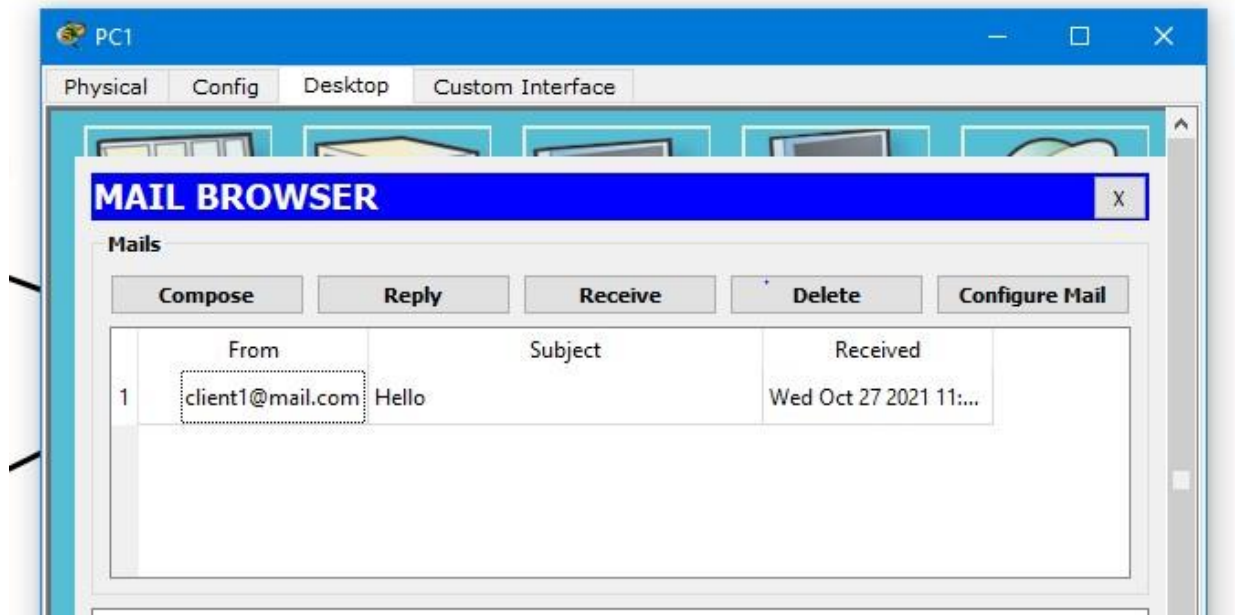 PC1
Physical Config Desktop Custom Interface
MAIL BROWSER X
Mails
Compose Reply Receive Delete Configure Mail
From Subject Received
1 client1@mail.com Hello Wed Oct 27 2021 11:...